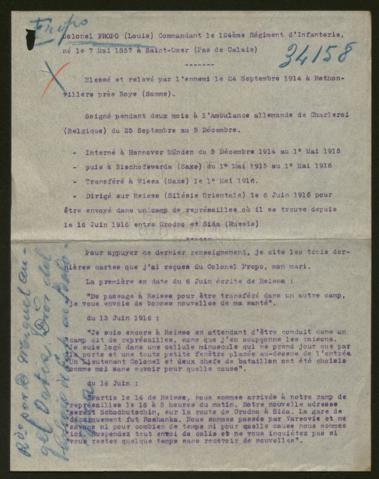 Propo
34158
Colonel PROPO (Louis) Commandant le 124ème Régiment d'Infanterie,
né le 7 Mai 1857 à Saint-Omer (Pas de Calais)
-------
Blessé et relevé par l'ennemi le 24 Septembre 1914 à Rethon-
villers près Roye (Somme).
Soigné pendant deux mois à l'Ambulance allemande de Charleroi
(Belgique) du 25 Septembre au 5 Décembre.
- Interné à Hannover Münden du 8 Décembre 1914 au 1° Mai 1915
- puis à Bischofswerda (Saxe) du 1° Mai 1915 au 1° Mai 1916
- Transféré à Wiesa (Saxe) le 1° Mai 1916.
- Dirigé sur Neisse (Silésie Orientale) le 6 Juin 1916 pour
être envoyé dans un camp de représailles où il se trouve depuis
le 16 Juin 1916 entre Grodno et Sida (Russie)
-------
Pour appuyer ce dernier renseignement, je cite les trois der-
nières cartes que j'ai reçues du Colonel Propo, mon mari.
La première en date du 6 Juin écrite de Neisse :
"De passage à Neisse pour être transféré dans un autre camp,
je vous envoie de bonnes nouvelles de ma santé".
du 13 Juin 1916 :
"Je suis encore à Neisse en attendant d'être conduit dans un
camp dit de représailles, sans que j'en soupçonne les raisons.
Je suis logé dans une cellule minuscule qui ne prend jour que par
la porte et une toute petite fenêtre placée au-dessus de l'entrée
Un Lieutenant Colonel et deux chefs de bataillon ont été choisis
comme moi sans savoir pour quelle cause".
du 16 Juin :
"Partis le 14 de Neisse, nous sommes arrivés à notre camp de
représailles le 16 à 8 heures du matin. Notre nouvelle adresse
serait
sur la route de Grodno à Sida. La gare de
débarquement fut
Nous sommes passés par Varsovie et ne
savons ni pour combien de temps ni pour quelle cause nous sommes
ici. Suspendez tout envoi de colis et ne vous inquiétez pas si
vous restez quelque temps sans recevoir de nouvelles".